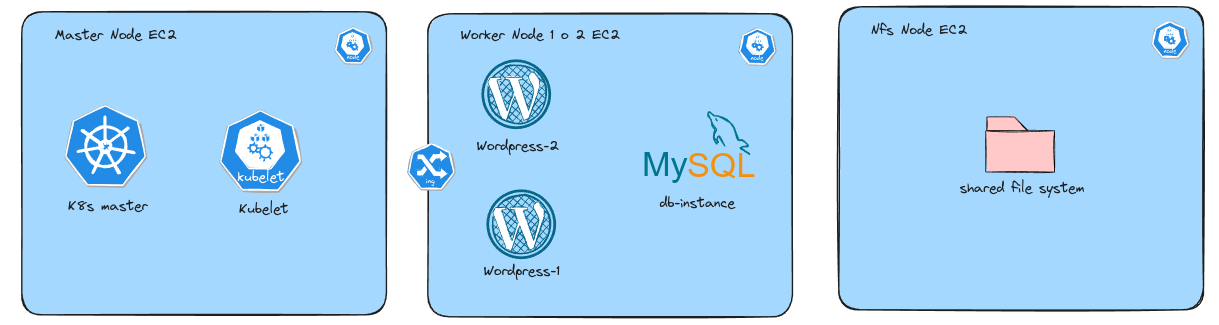 Master Node EC2
node
K8s master
kubelet
Kubelet
Worker Node 1 o 2 EC2
node
Wordpress-2
ing
MySQL
db-instance
Wordpress-1
Nfs Node EC2
node
shared file system